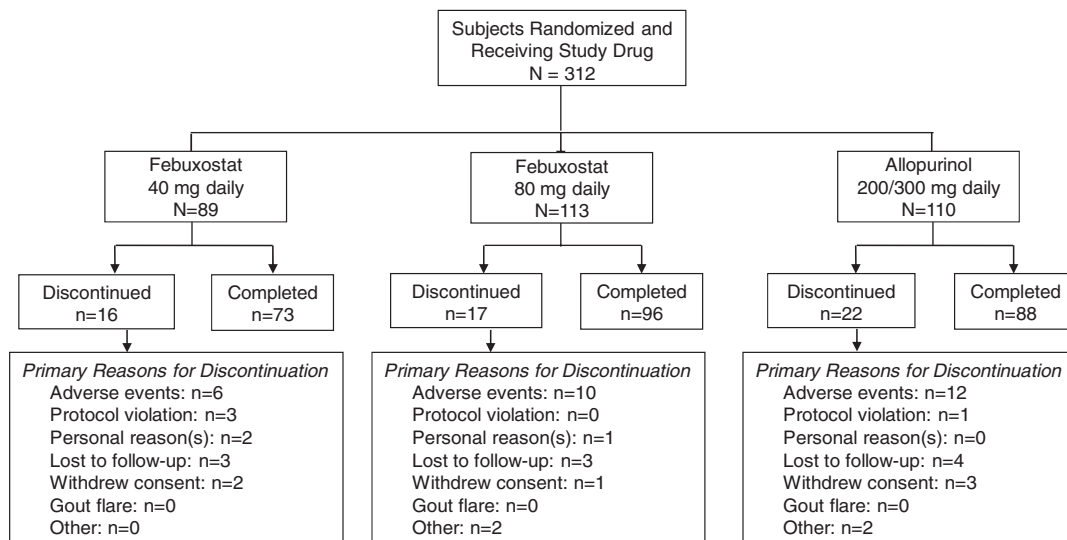 Subjects Randomized and
Receiving Study Drug
N = 312
Febuxostat
40 mg daily
N=89
Febuxostat
80 mg daily
N=113
Allopurinol
200/300 mg daily
N=110
Discontinued
n=16
Completed
n=73
Discontinued
n=17
Completed
n=96
Discontinued
n=22
Completed
n=88
Primary Reasons for Discontinuation
Adverse events: n=6
Protocol violation: n=3
Personal reason(s): n=2
Lost to follow-up: n=3
Withdrew consent: n=2
Gout flare: n=0
Other: n=0
Primary Reasons for Discontinuation
Adverse events: n=10
Protocol violation: n=0
Personal reason(s): n=1
Lost to follow-up: n=3
Withdrew consent: n=1
Gout flare: n=0
Other: n=2
Primary Reasons for Discontinuation
Adverse events: n=12
Protocol violation: n=1
Personal reason(s): n=0
Lost to follow-up: n=4
Withdrew consent: n=3
Gout flare: n=0
Other: n=2